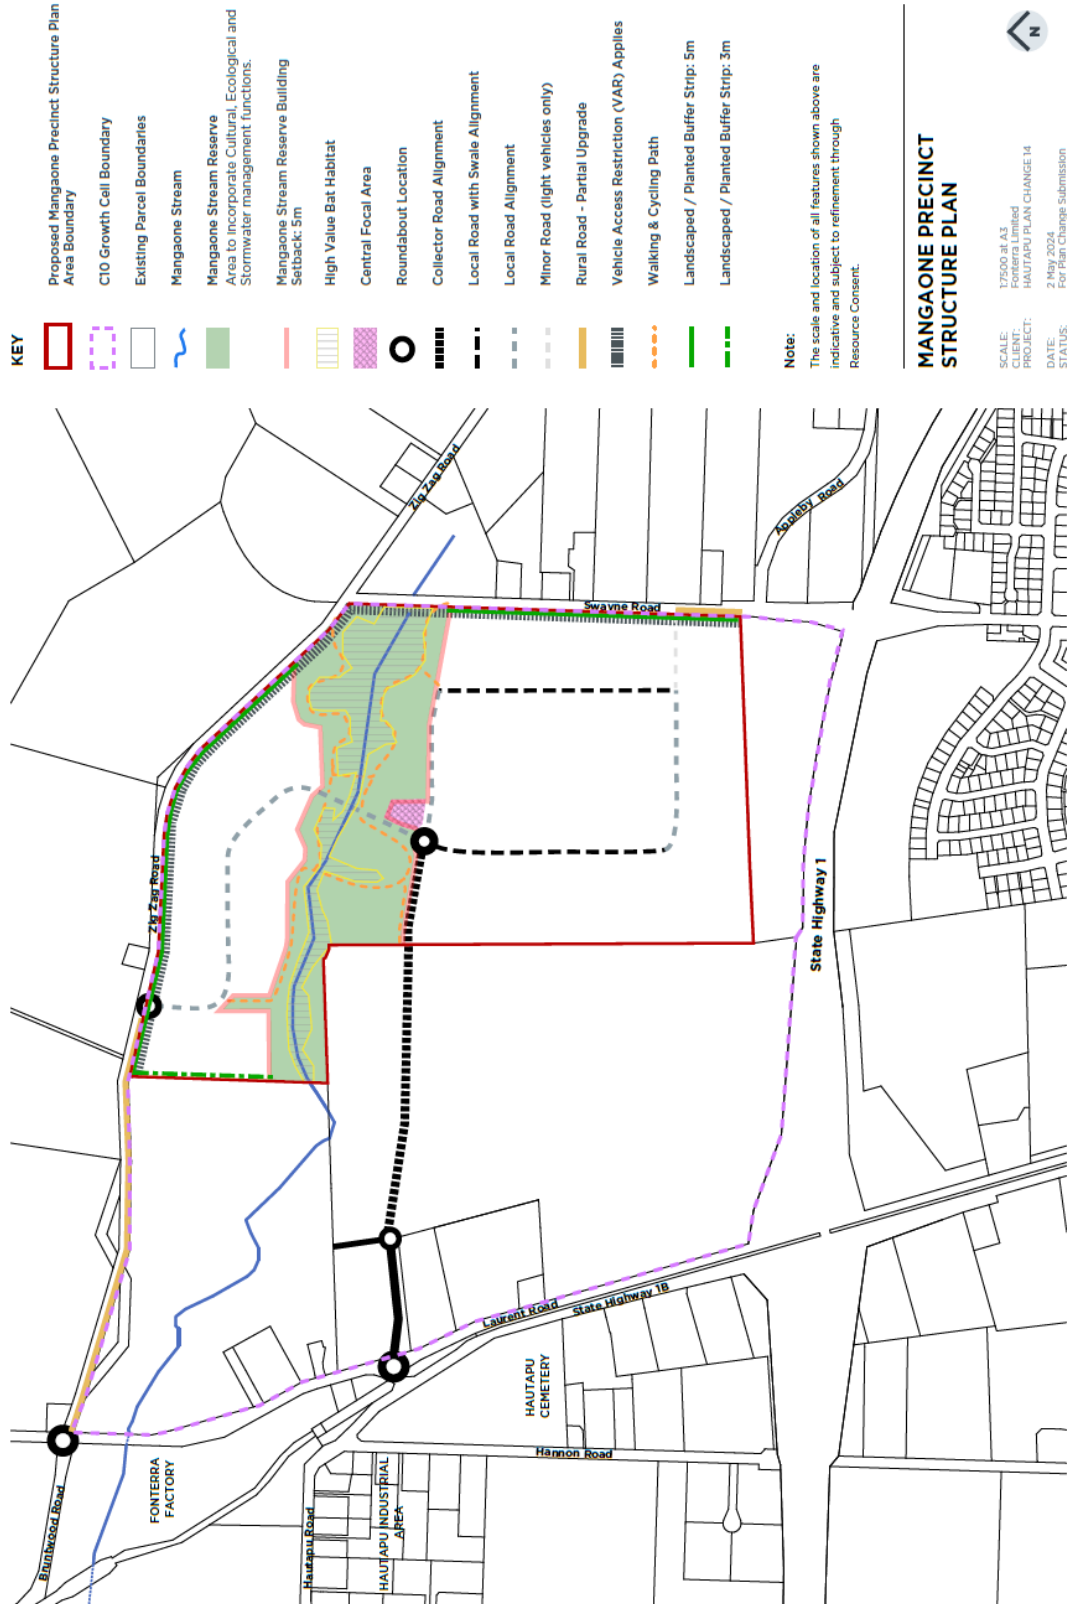 KEY
Proposed Mangaone Precinct Structure Plan
Area Boundary
C10 Growth Cell Boundary
Existing Parcel Boundaries
Mangaone Stream
Mangaone Stream Reserve
Area to Incorporate Cultural, Ecological and
Stormwater management functions.
Mangaone Stream Reserve Building
Setback: 5m
High Value Bat Habitat
Central Focal Area
Roundabout Location
Collector Road Alignment
Local Road with Swale Alignment
Local Road Alignment
Minor Road (light vehicles only)
Rural Road - Partial Upgrade
Vehicle Access Restriction (VAR) Applies
Walking & Cycling Path
Landscaped / Planted Buffer Strip: 5m
Landscaped / Planted Buffer Strip: 3m
Note:
The scale and location of all features shown above are
indicative and subject to refinement through
Resource Consent.
MANGAONE PRECINCT
STRUCTURE PLAN
SCALE: 1:7500 at A3
CLIENT: Fonterra Limited
PROJECT: HAUTAPU PLAN CHANGE 14
DATE: 2 May 2024
STATUS: For Plan Change Submission
N
Zig Zag Road
Zig Zag Road
Swayne Road
Appleby Road
State Highway 1
Laurent Road
State Highway 1B
HAUTAPU
CEMETERY
Hannon Road
Bruntwood Road
FONTERRA
FACTORY
Hautapu Road
HAUTAPU INDUSTRIAL
AREA